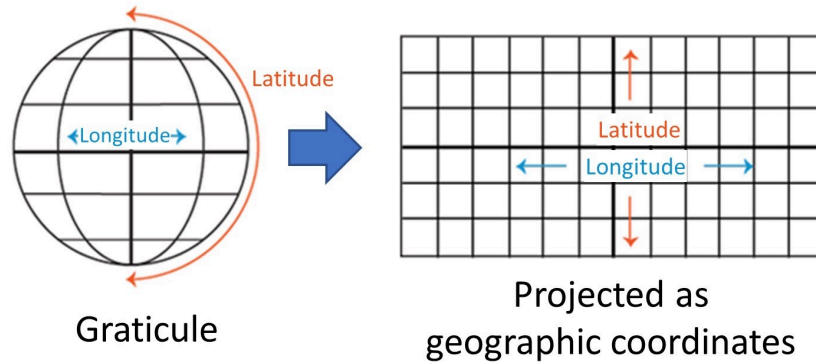 Latitude
Longitude
Graticule
Latitude
Longitude
Projected as
geographic coordinates